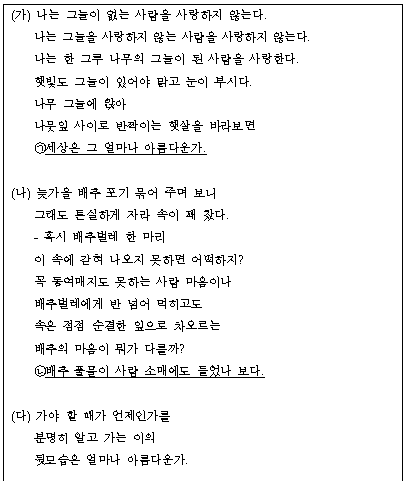 (가) 나는 그늘이 없는 사람을 사랑하지 않는다.
나는 그늘을 사랑하지 않는 사람을 사랑하지 않는다.
나는 한 그루 나무의 그늘이 된 사람을 사랑한다.
햇빛도 그늘이 있어야 맑고 눈이 부시다.
나무 그늘에 앉아
나뭇잎 사이로 반짝이는 햇살을 바라보면
㉠세상은 그 얼마나 아름다운가.
(나) 늦가을 배추 포기 묶어 주며 보니
그래도 튼실하게 자라 속이 꽤 찼다.
- 혹시 배추벌레 한 마리
이 속에 갇혀 나오지 못하면 어떡하지?
꼭 동여매지도 못하는 사람 마음이나
배추벌레에게 반 넘어 먹히고도
속은 점점 순결한 잎으로 차오르는
배추의 마음이 뭐가 다를까?
㉡배추 풀물이 사람 소매에도 들었나 보다.
(다) 가야 할 때가 언제인가를
분명히 알고 가는 이의
뒷모습은 얼마나 아름다운가.